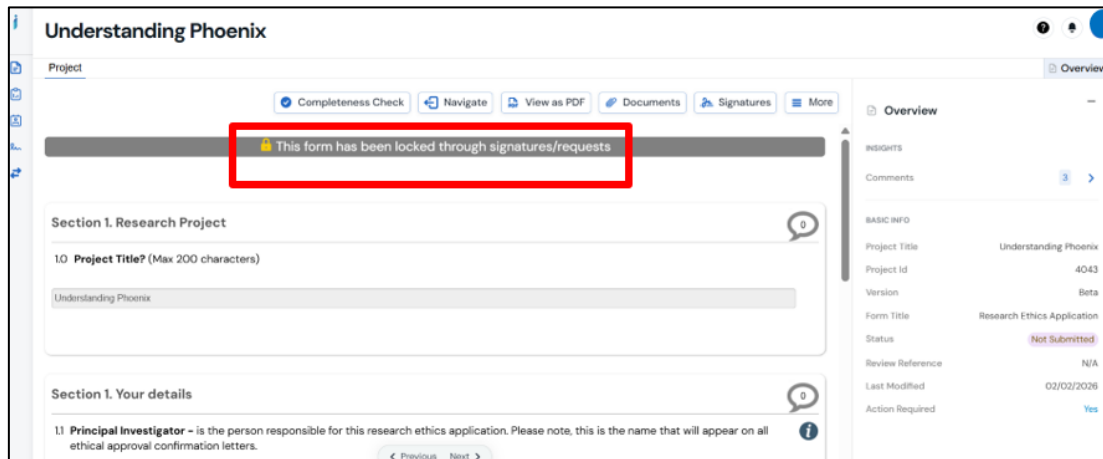 Understanding Phoenix
Project
Overview
Completeness Check
Navigate
View as PDF
Documents
Signatures
More
This form has been locked through signatures/requests
Section 1. Research Project
0
1.0 Project Title? (Max 200 characters)
Understanding Phoenix
Section 1. Your details
0
1.1 Principal Investigator – is the person responsible for this research ethics application. Please note, this is the name that will appear on all
ethical approval confirmation letters.
Previous Next
Overview
INSIGHTS
Comments 3
BASIC INFO
Project Title Understanding Phoenix
Project Id 4043
Version Beta
Form Title Research Ethics Application
Status Not Submitted
Review Reference N/A
Last Modified 02/02/2026
Action Required Yes